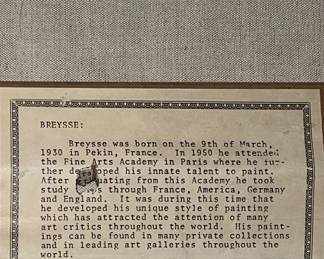 BREYSSE:
Breysse was born on the 9th of March,
1930 in Pekin, France. In 1950 he attended
the Fine Arts Academy in Paris where he fur-
ther his innate talent to paint.
After from this Academy he took
study through France, America, Germany
and England. It was during this time that
he developed his unique style of painting
which has attracted the attention of many
art critics throughout the world. His paint-
ings can be found in many private collections
and in leading art galleries throughout the
world.